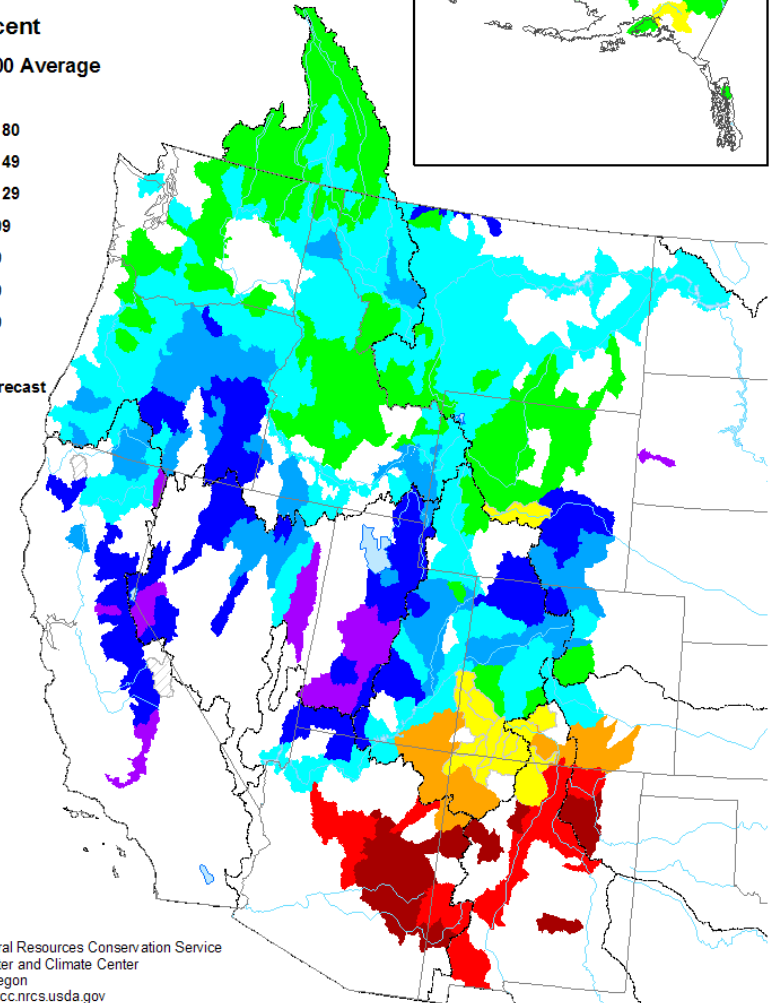 cent
00 Average
80
49
29
09
recast
ral Resources Conservation Service
ter and Climate Center
egon
cc.nrcs.usda.gov